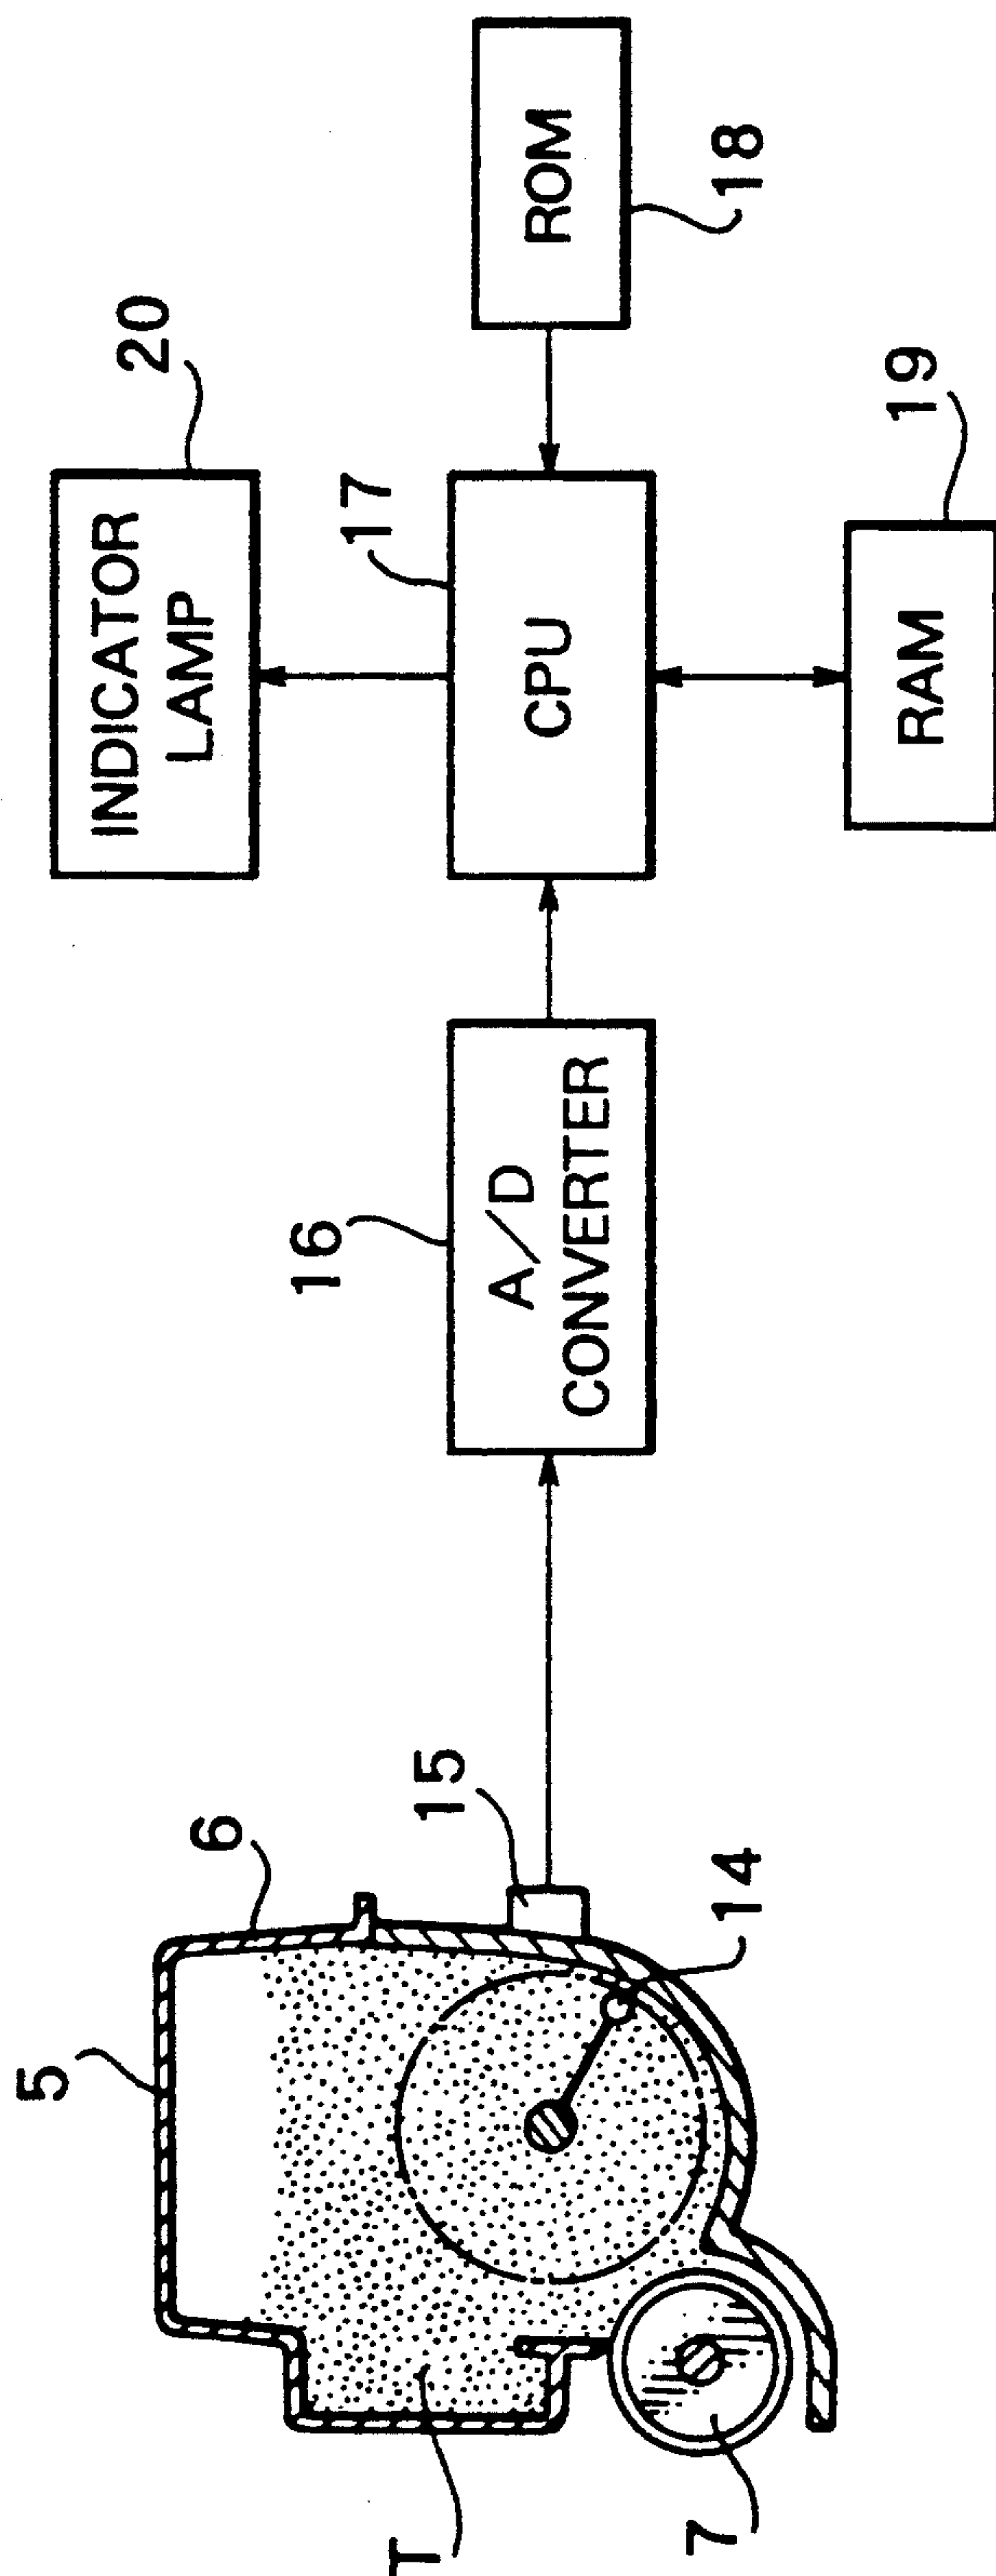 5
6
15
14
T
7
16
A/D
CONVERTER
20
INDICATOR
LAMP
17
CPU
ROM
18
19
RAM